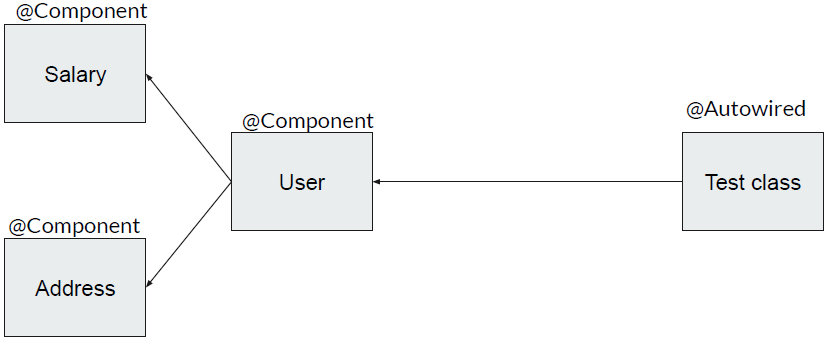 @Component
Salary
@Component
User
@Autowired
Test class
@Component
Address